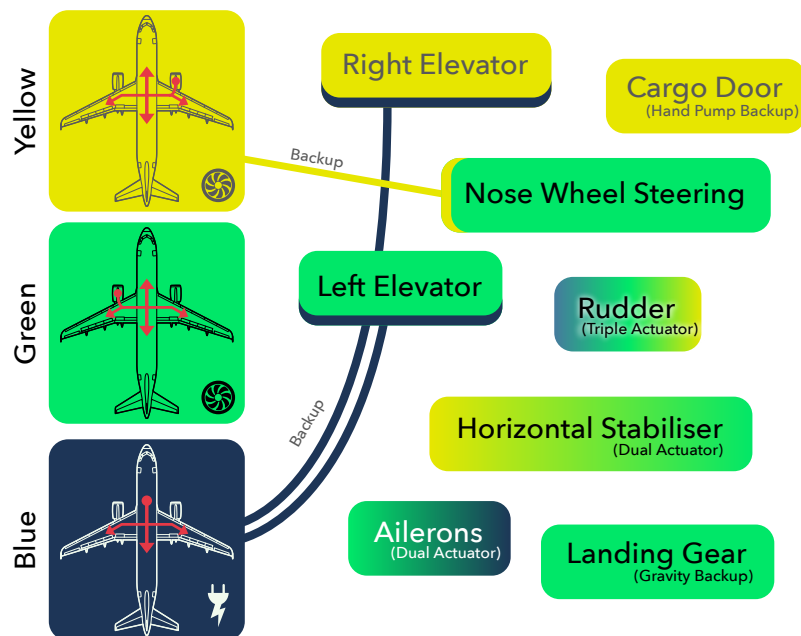 Yellow
Right Elevator
Cargo Door
(Hand Pump Backup)
Backup
Nose Wheel Steering
Green
Left Elevator
Rudder
(Triple Actuator)
Horizontal Stabiliser
(Dual Actuator)
Backup
Blue
Ailerons
(Dual Actuator)
Landing Gear
(Gravity Backup)